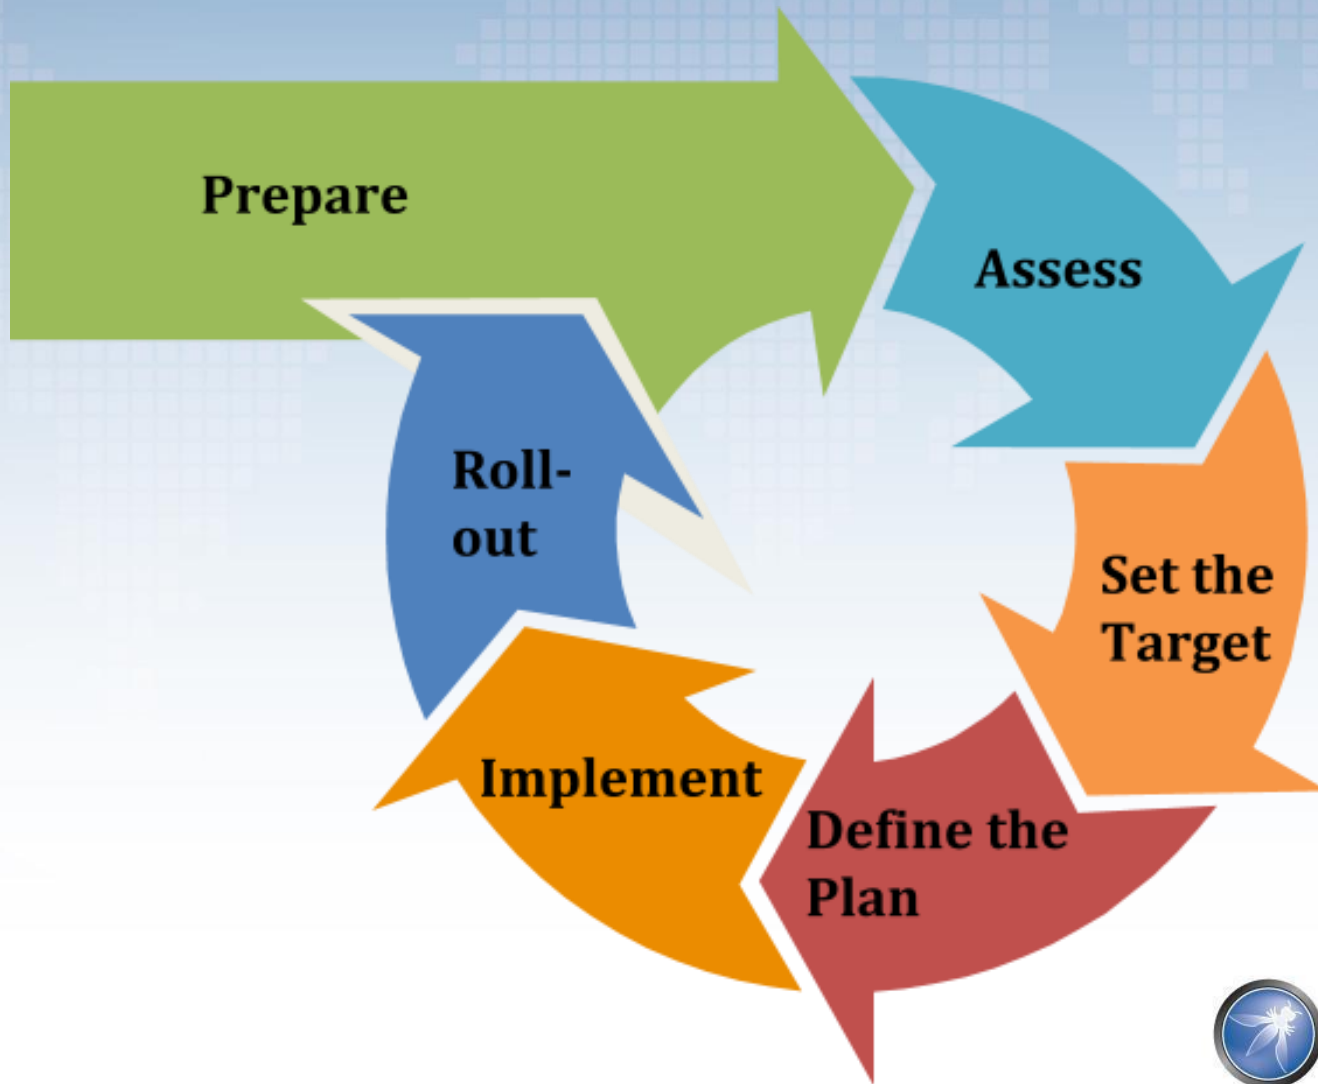 Prepare
Assess
Set the
Target
Define the
Plan
Implement
Roll-
out